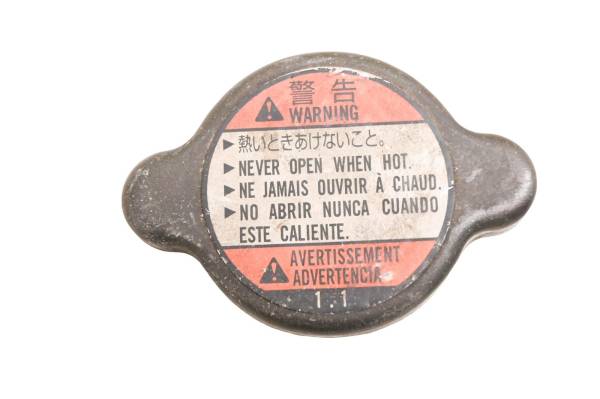 警告
WARNING
▶熱いときあけないこと。
▶NEVER OPEN WHEN HOT.
▶NE JAMAIS OUVRIR À CHAUD.
▶NO ABRIR NUNCA CUANDO
ESTE CALIENTE.
AVERTISSEMENT
ADVERTENCIA
1.1